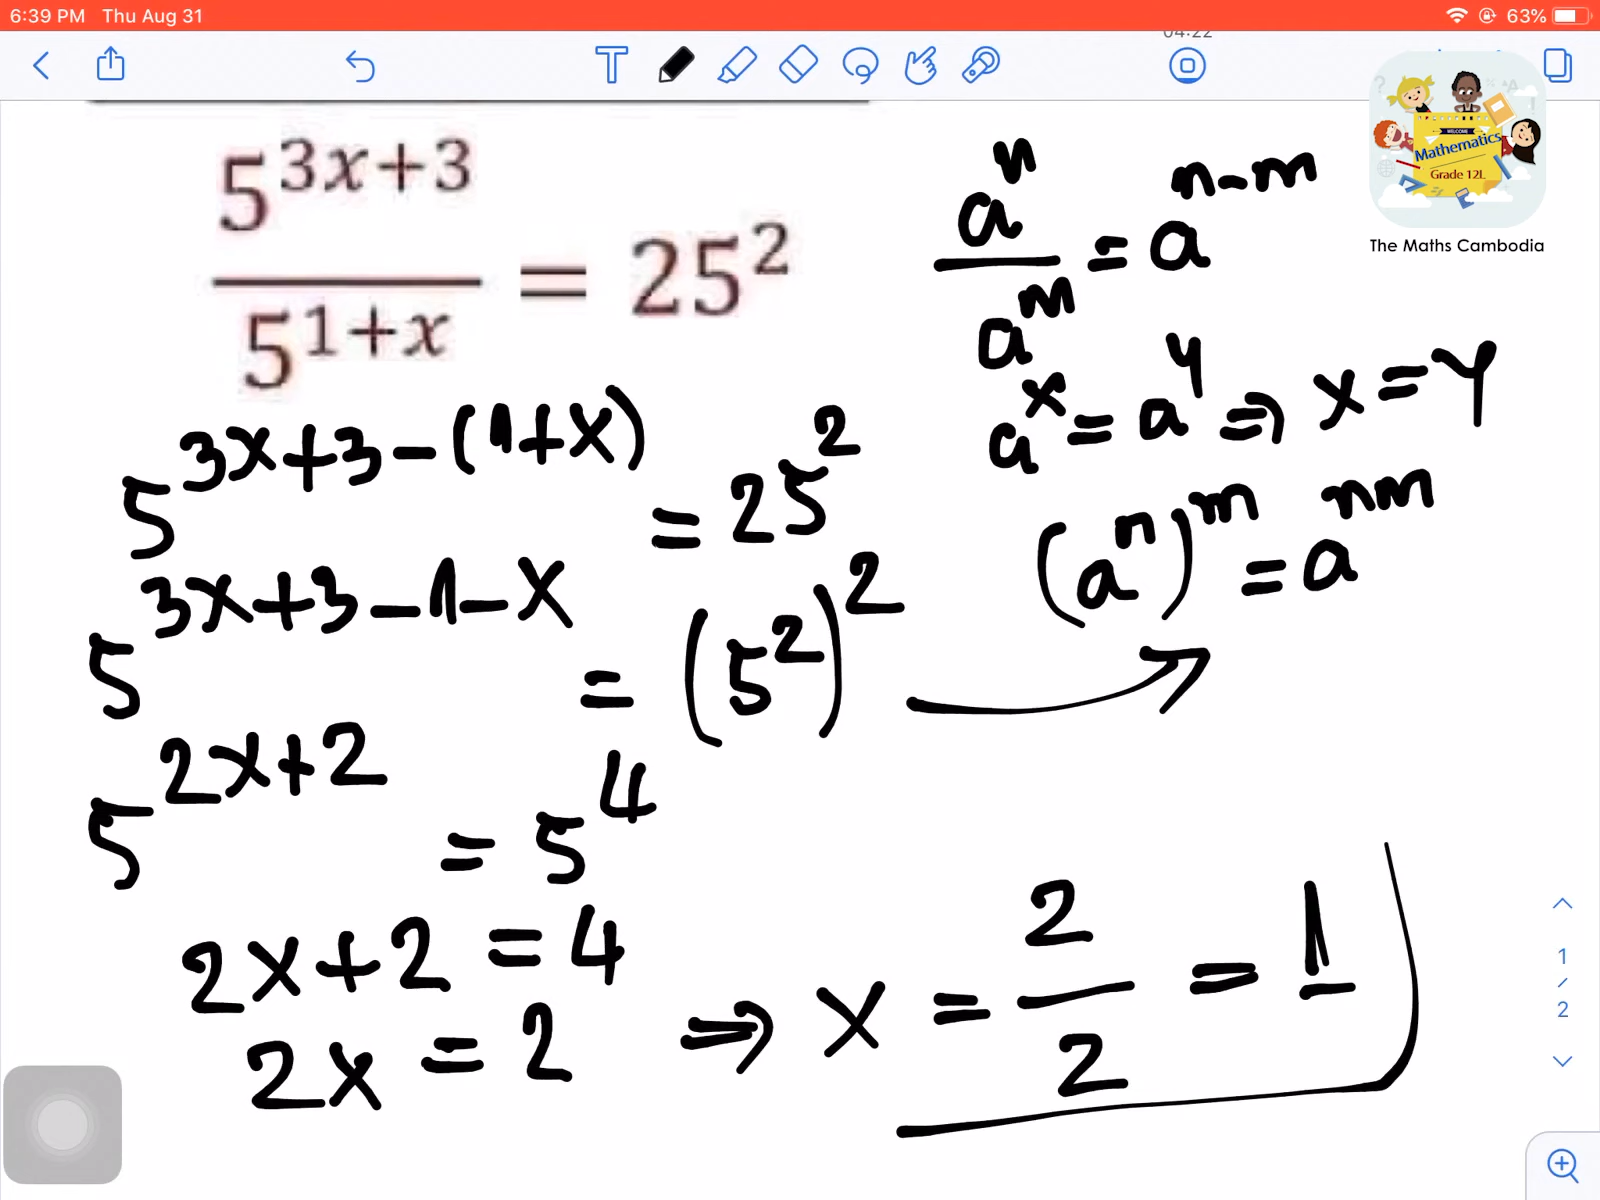 6:39 PM Thu Aug 31
63%
04:22
T
WELCOME
Mathematics
Grade 12L
The Maths Cambodia
5^{3x+3} / 5^{1+x} = 25^2
5^{3x+3-(1+x)} = 25^2
5^{3x+3-1-x} = (5^2)^2
5^{2x+2} = 5^4
2x+2 = 4
2x = 2 ⇒ x = 2/2 = 1
a^n / a^m = a^{n-m}
a^x = a^y ⇒ x = y
(a^n)^m = a^{nm}
1 / 2